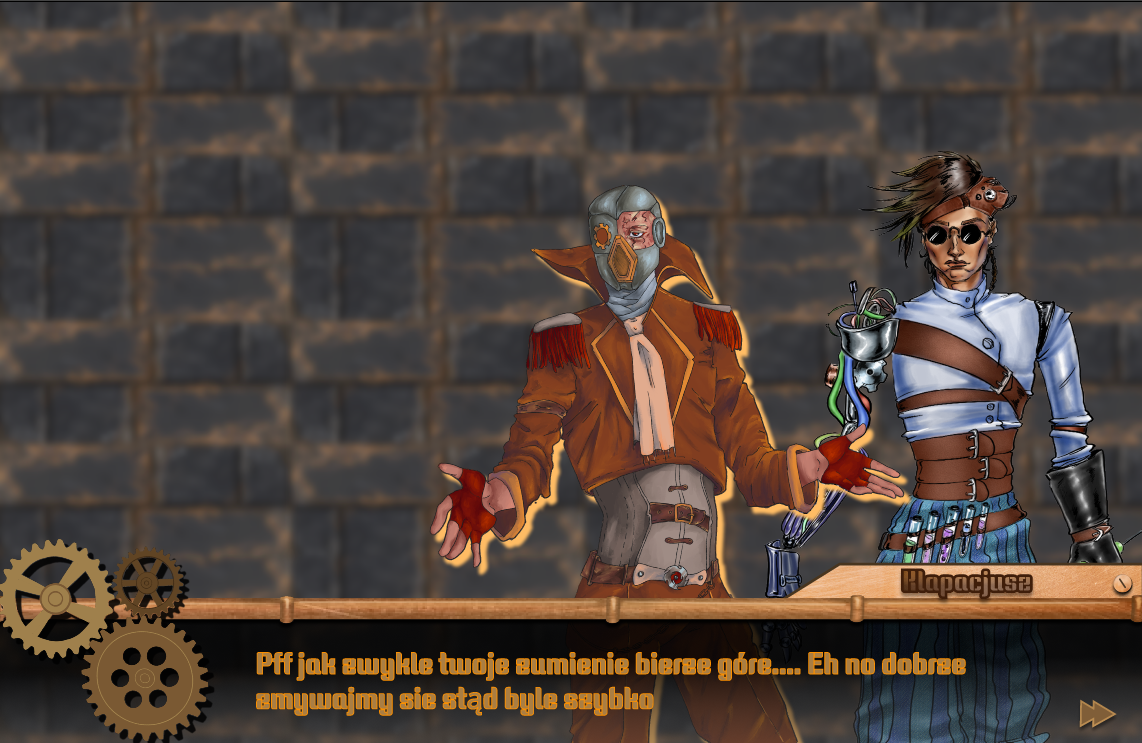 Klapacjusz
Pff jak zwykle twoje sumienie bierze góre.... Eh no dobrze
zmywajmy sie stąd byle szybko